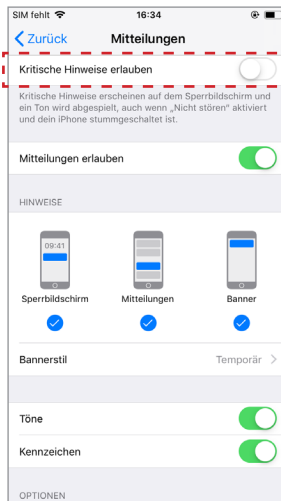 SIM fehlt 16:34
Zurück Mitteilungen
Kritische Hinweise erlauben
Kritische Hinweise erscheinen auf dem Sperrbildschirm und
ein Ton wird abgespielt, auch wenn „Nicht stören“ aktiviert
und dein iPhone stummgeschaltet ist.
Mitteilungen erlauben
HINWEISE
09:41
Sperrbildschirm Mitteilungen Banner
Bannerstil Temporär
Töne
Kennzeichen
OPTIONEN